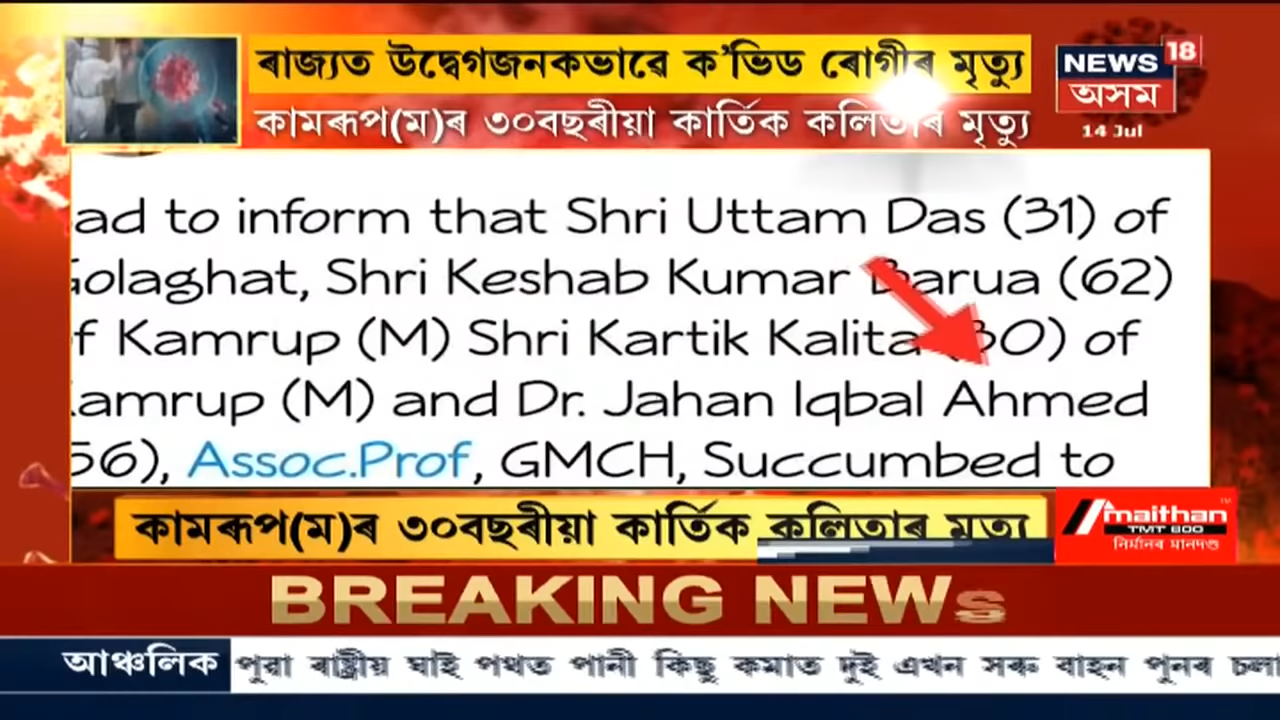 ৰাজ্যত উদ্বেগজনকভাৱে ক'ভিড ৰোগীৰ মৃত্যু
কামৰূপ(ম)ৰ ৩০বছৰীয়া কাৰ্তিক কলিতাৰ মৃত্যু
NEWS 18
অসম
14 Jul
ad to inform that Shri Uttam Das (31) of
Golaghat, Shri Keshab Kumar Barua (62)
f Kamrup (M) Shri Kartik Kalita (30) of
amrup (M) and Dr. Jahan Iqbal Ahmed
56), Assoc.Prof, GMCH, Succumbed to
কামৰূপ(ম)ৰ ৩০বছৰীয়া কাৰ্তিক কলিতাৰ মৃত্যু
maithan
TMT 600
নিৰ্মানৰ মানদণ্ড
BREAKING NEWS
আঞ্চলিক
পুৱা ৰাষ্ট্ৰীয় ঘাই পথত পানী কিছু কমাত দুই এখন সৰু বাহন পুনৰ চলা